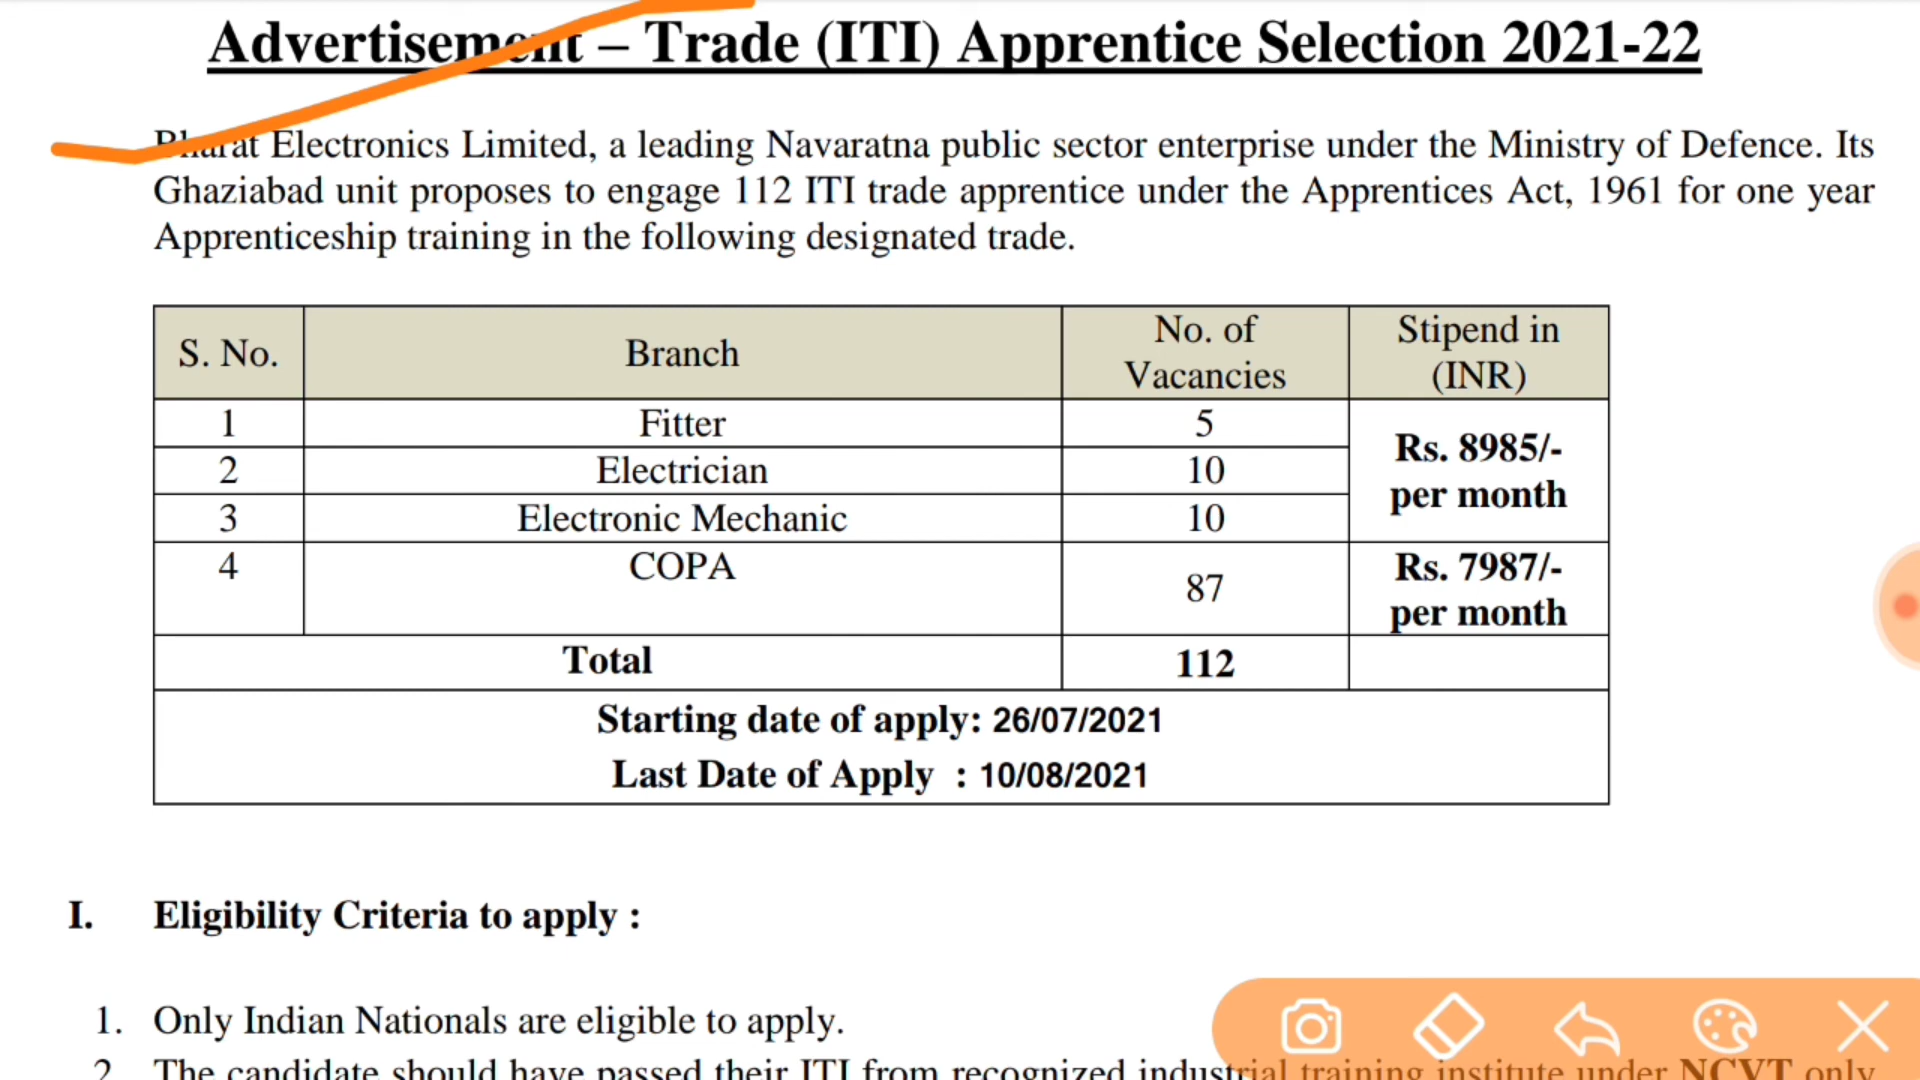 Advertisement – Trade (ITI) Apprentice Selection 2021-22
Bharat Electronics Limited, a leading Navaratna public sector enterprise under the Ministry of Defence. Its
Ghaziabad unit proposes to engage 112 ITI trade apprentice under the Apprentices Act, 1961 for one year
Apprenticeship training in the following designated trade.
S. No. Branch No. of Vacancies Stipend in (INR)
1 Fitter 5 Rs. 8985/- per month
2 Electrician 10
3 Electronic Mechanic 10
4 COPA 87 Rs. 7987/- per month
Total 112
Starting date of apply: 26/07/2021
Last Date of Apply : 10/08/2021
I. Eligibility Criteria to apply :
1. Only Indian Nationals are eligible to apply.
2. The candidate should have passed their ITI from recognized industrial training institute under NCVT only